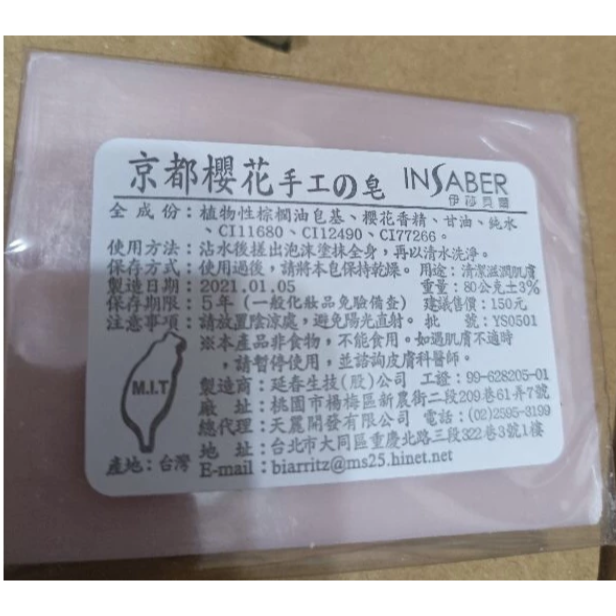 京都櫻花手工の皂 INSABER
伊莎貝爾
全成份：植物性棕櫚油皂基、櫻花香精、甘油、純水
、CI11680、CI12490、CI77266。
使用方法：沾水後搓出泡沫塗抹全身，再以清水洗淨。
保存方式：使用過後，請將本皂保持乾燥。 用途：清潔滋潤肌膚
製造日期：2021.01.05 重量：80公克±3%
保存期限：5年（一般化妝品免驗備查） 建議售價：150元
注意事項：請放置陰涼處，避免陽光直射。 批號：YS0501
※本產品非食物，不能食用。如遇肌膚不適時
，請暫停使用，並諮詢皮膚科醫師。
M.I.T
產地：台灣
製造商：延春生技(股)公司 工證：99-628205-01
廠址：桃園市楊梅區新農街二段209巷61弄7號
總代理：天麗開發有限公司 電話：(02)2595-3199
地址：台北市大同區重慶北路三段322巷3號1樓
E-mail：biarritz@ms25.hinet.net